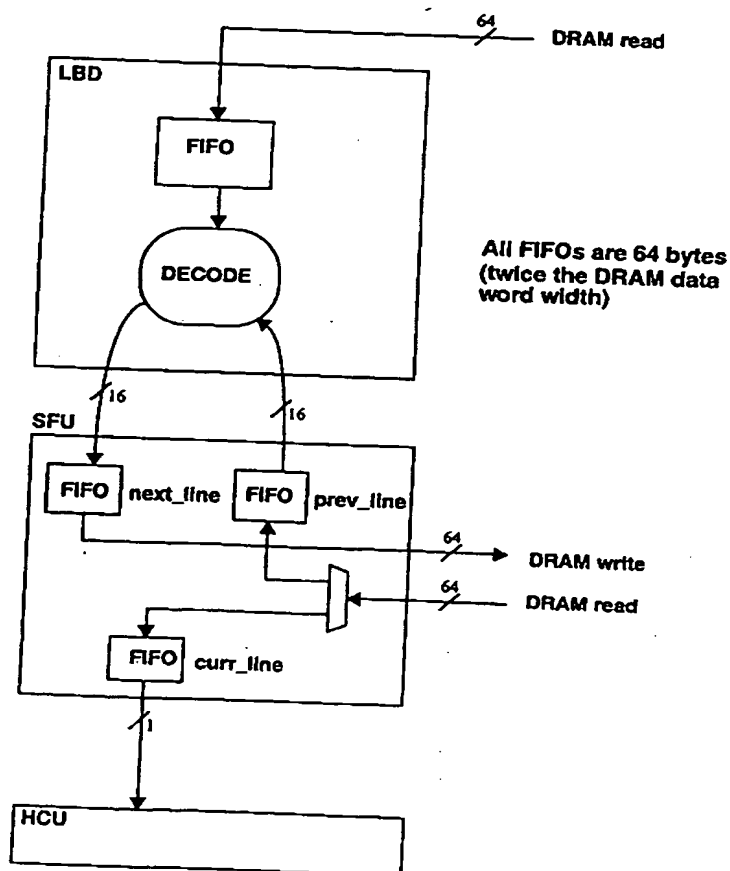 64
DRAM read
LBD
FIFO
DECODE
All FIFOs are 64 bytes
(twice the DRAM data
word width)
16
16
SFU
FIFO next_line
FIFO prev_line
64
DRAM write
64
DRAM read
FIFO curr_line
1
HCU